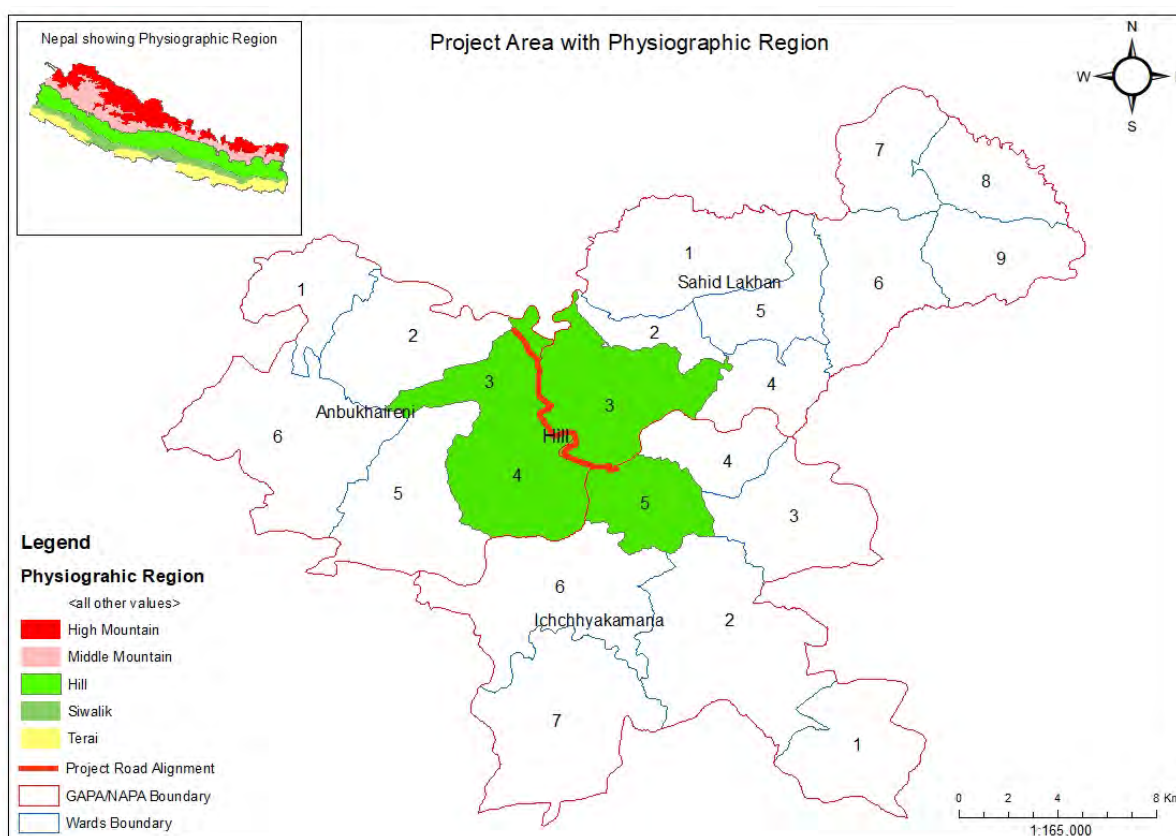 Nepal showing Physiographic Region
Project Area with Physiographic Region
N
W
S
7
8
1
Sahid Lakhan
6
9
5
2
4
1
2
3
Anbukhaireni
6
3
Hill
4
5
4
5
3
6
Ichchhyakamana
2
7
1
Legend
Physiograhic Region
<all other values>
High Mountain
Middle Mountain
Hill
Siwalik
Terai
Project Road Alignment
GAPA/NAPA Boundary
Wards Boundary
0 2 4 8 Km
1:165,000